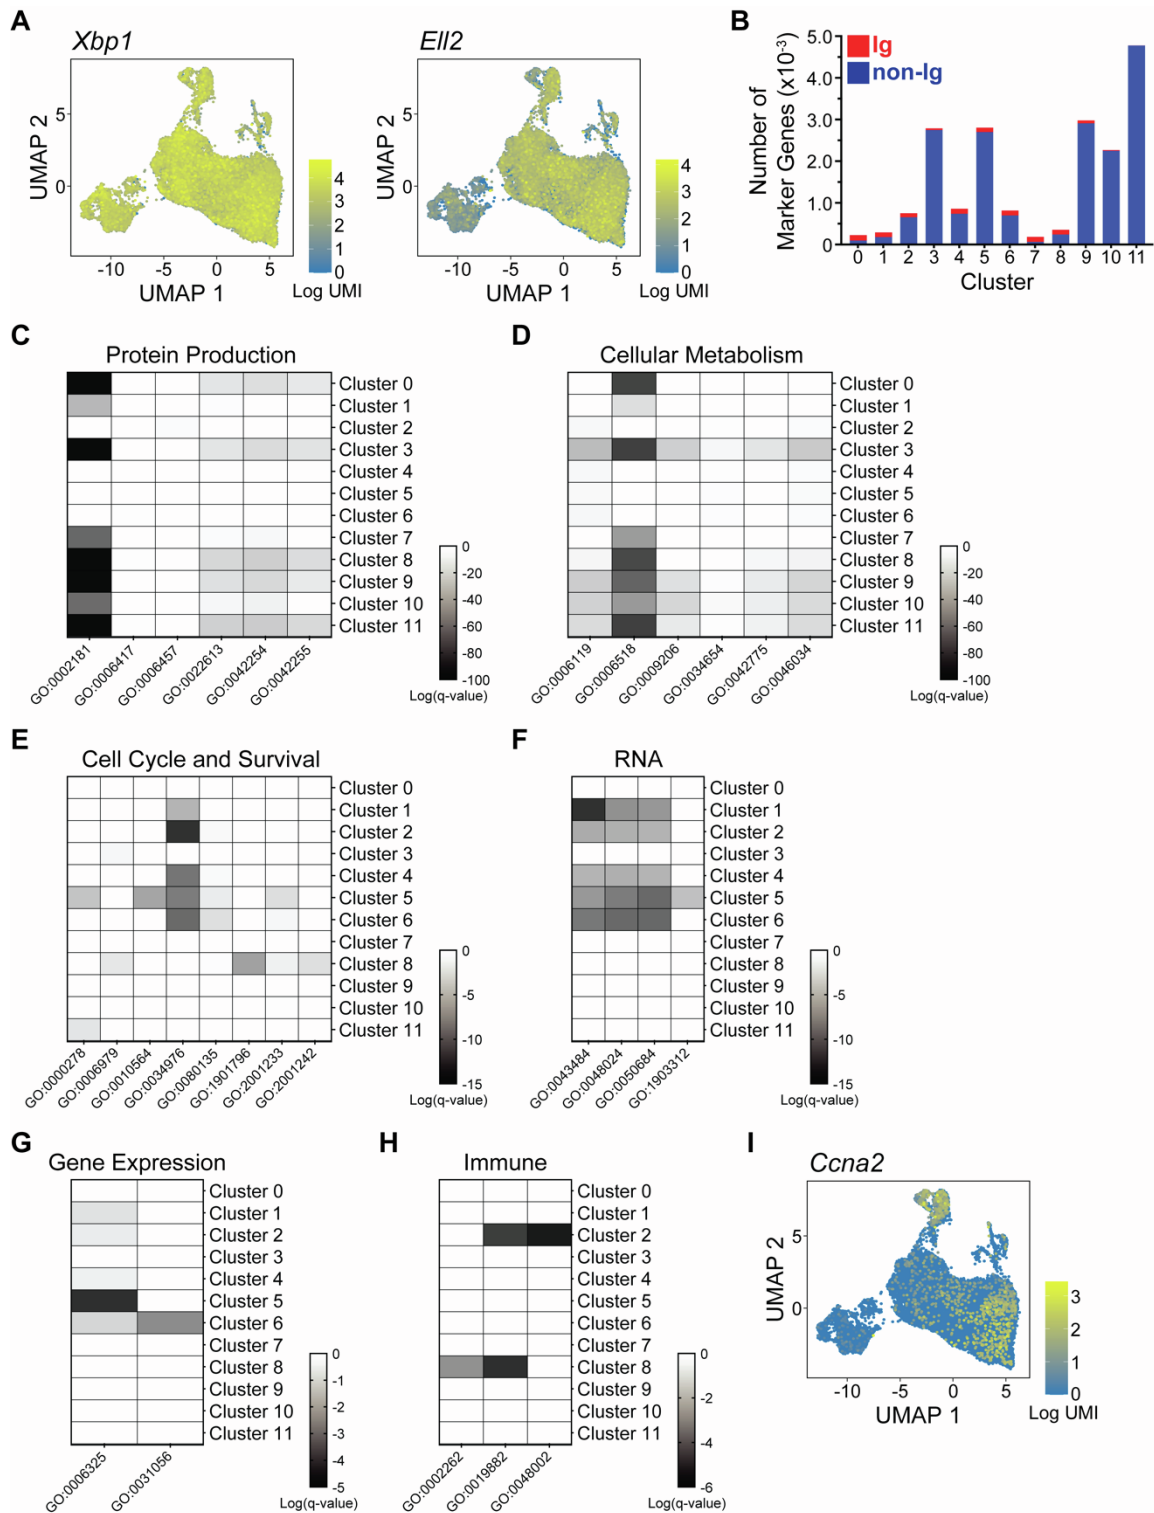 A
Xbp1
Ell2
UMAP 2
5
0
-10
-5
0
5
UMAP 1
4
3
2
1
0
Log UMI
UMAP 2
5
0
-10
-5
0
5
UMAP 1
4
3
2
1
0
Log UMI
B
Ig
non-Ig
Number of
Marker Genes (x10⁻³)
5.0
4.0
3.0
2.0
1.0
0
0 1 2 3 4 5 6 7 8 9 10 11
Cluster
C
Protein Production
Cluster 0
Cluster 1
Cluster 2
Cluster 3
Cluster 4
Cluster 5
Cluster 6
Cluster 7
Cluster 8
Cluster 9
Cluster 10
Cluster 11
GO:0002181
GO:0006417
GO:0006457
GO:0022613
GO:0042254
GO:0042255
0
-20
-40
-60
-80
-100
Log(q-value)
D
Cellular Metabolism
Cluster 0
Cluster 1
Cluster 2
Cluster 3
Cluster 4
Cluster 5
Cluster 6
Cluster 7
Cluster 8
Cluster 9
Cluster 10
Cluster 11
GO:0006119
GO:0006518
GO:0009206
GO:0034654
GO:0042775
GO:0046034
0
-20
-40
-60
-80
-100
Log(q-value)
E
Cell Cycle and Survival
Cluster 0
Cluster 1
Cluster 2
Cluster 3
Cluster 4
Cluster 5
Cluster 6
Cluster 7
Cluster 8
Cluster 9
Cluster 10
Cluster 11
GO:0000278
GO:0006979
GO:0010564
GO:0034976
GO:0080135
GO:1901796
GO:2001233
GO:2001242
0
-5
-10
-15
Log(q-value)
F
RNA
Cluster 0
Cluster 1
Cluster 2
Cluster 3
Cluster 4
Cluster 5
Cluster 6
Cluster 7
Cluster 8
Cluster 9
Cluster 10
Cluster 11
GO:0043484
GO:0048024
GO:0050684
GO:1903312
0
-5
-10
-15
Log(q-value)
G
Gene Expression
Cluster 0
Cluster 1
Cluster 2
Cluster 3
Cluster 4
Cluster 5
Cluster 6
Cluster 7
Cluster 8
Cluster 9
Cluster 10
Cluster 11
GO:0006325
GO:0031056
0
-1
-2
-3
-4
-5
Log(q-value)
H
Immune
Cluster 0
Cluster 1
Cluster 2
Cluster 3
Cluster 4
Cluster 5
Cluster 6
Cluster 7
Cluster 8
Cluster 9
Cluster 10
Cluster 11
GO:0002262
GO:0019882
GO:0048002
0
-2
-4
-6
Log(q-value)
I
Ccna2
UMAP 2
5
0
-10
-5
0
5
UMAP 1
3
2
1
0
Log UMI